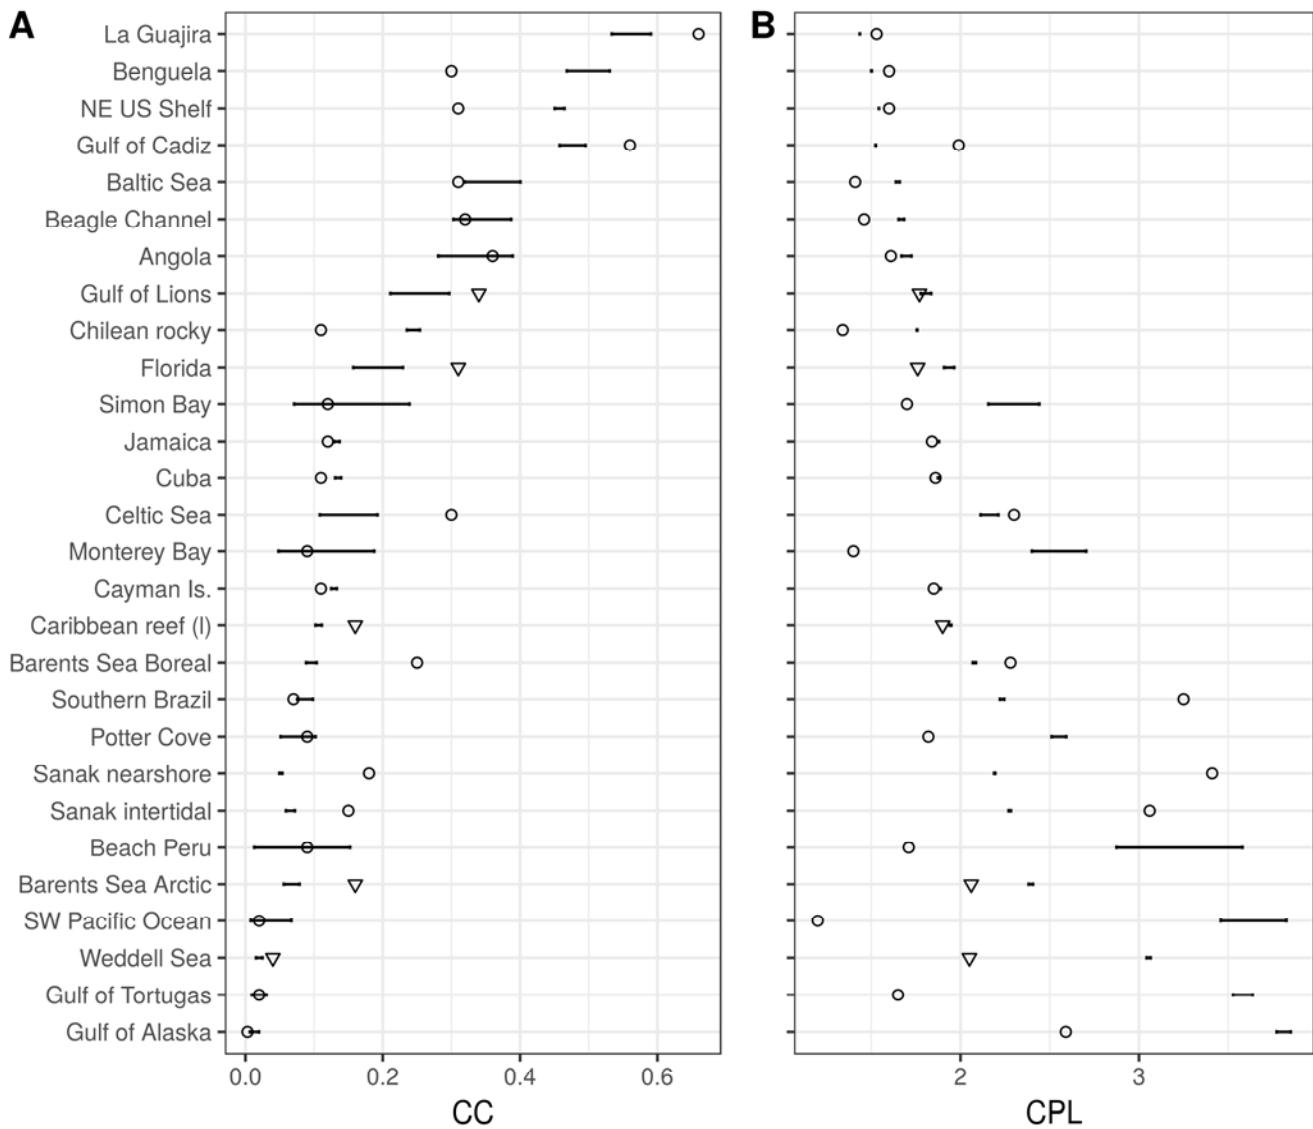 A
B
La Guajira
Benguela
NE US Shelf
Gulf of Cadiz
Baltic Sea
Beagle Channel
Angola
Gulf of Lions
Chilean rocky
Florida
Simon Bay
Jamaica
Cuba
Celtic Sea
Monterey Bay
Cayman Is.
Caribbean reef (l)
Barents Sea Boreal
Southern Brazil
Potter Cove
Sanak nearshore
Sanak intertidal
Beach Peru
Barents Sea Arctic
SW Pacific Ocean
Weddell Sea
Gulf of Tortugas
Gulf of Alaska
0.0 0.2 0.4 0.6
2 3
CC
CPL